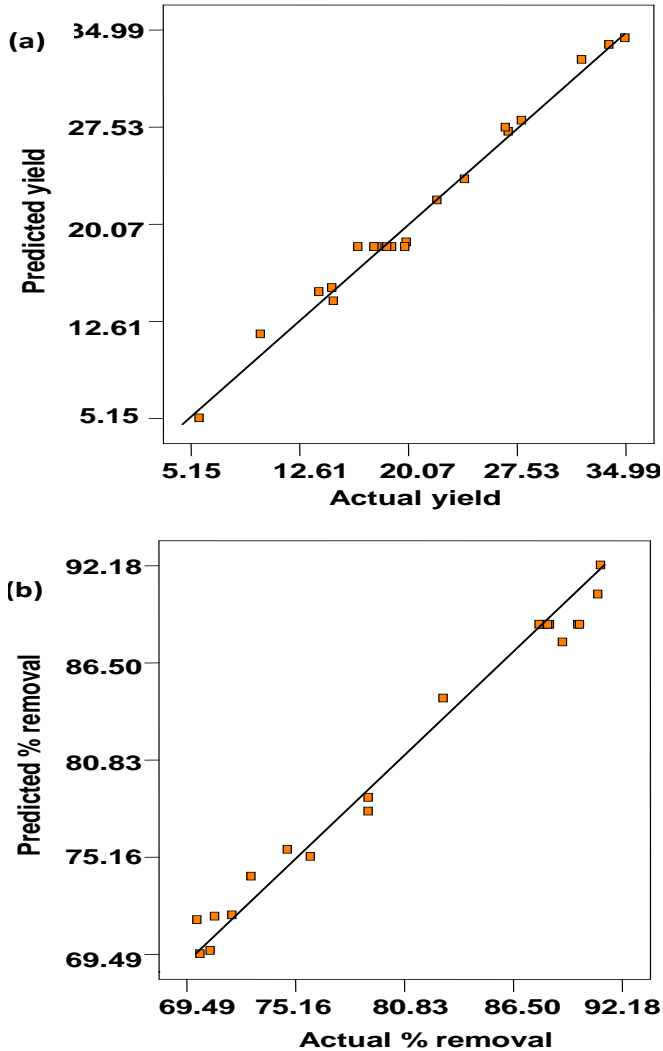 (a)
34.99
27.53
20.07
12.61
5.15
Predicted yield
5.15 12.61 20.07 27.53 34.99
Actual yield
(b)
92.18
86.50
80.83
75.16
69.49
Predicted % removal
69.49 75.16 80.83 86.50 92.18
Actual % removal